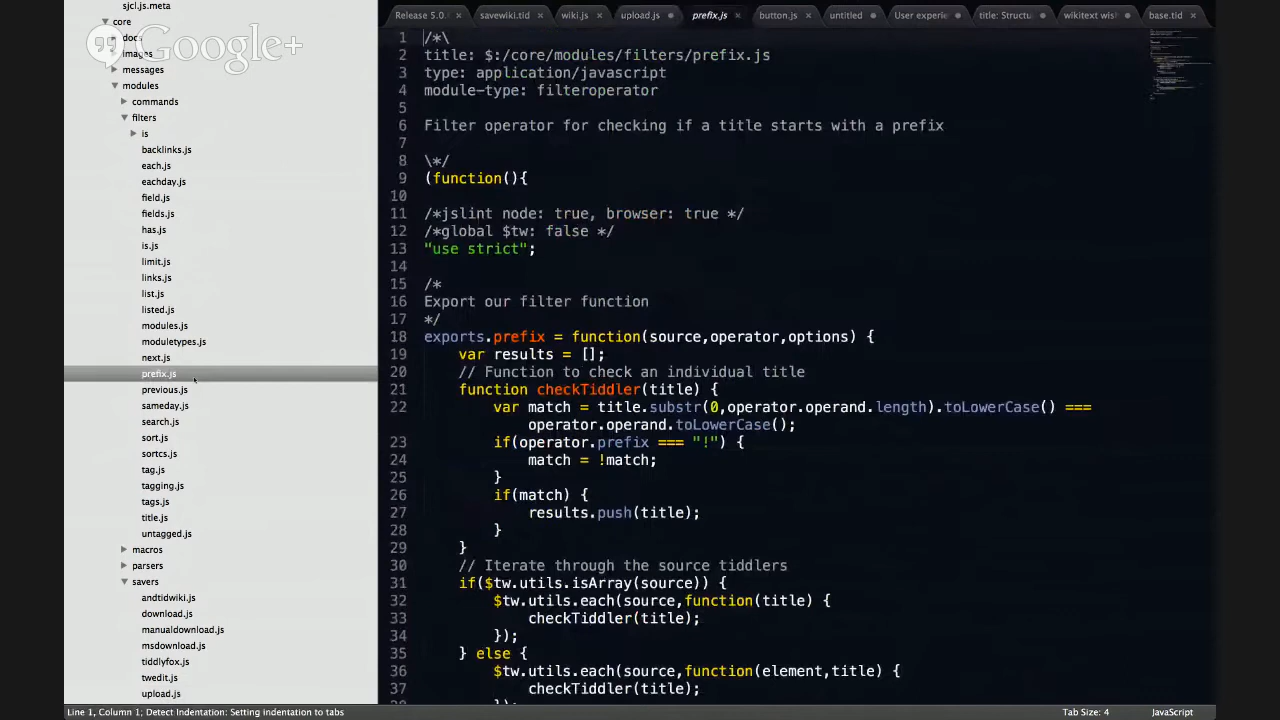 sjcl.js.meta
core
docs
images
Google+
messages
modules
commands
filters
is
backlinks.js
each.js
eachday.js
field.js
fields.js
has.js
is.js
limit.js
links.js
list.js
listed.js
modules.js
moduletypes.js
next.js
prefix.js
previous.js
sameday.js
search.js
sort.js
sortcs.js
tag.js
tagging.js
tags.js
title.js
untagged.js
macros
parsers
savers
andtidwiki.js
download.js
manualdownload.js
msdownload.js
tiddlyfox.js
twedit.js
upload.js
Release 5.0. × savewiki.tid wiki.js × upload.js prefix.js × button.js × untitled User experie title: Structu wikitext wish base.tid ×
1 /*\
2 title: $:/core/modules/filters/prefix.js
3 type: application/javascript
4 module-type: filteroperator
5
6 Filter operator for checking if a title starts with a prefix
7
8 \*/
9 (function(){
10
11 /*jslint node: true, browser: true */
12 /*global $tw: false */
13 "use strict";
14
15 /*
16 Export our filter function
17 */
18 exports.prefix = function(source,operator,options) {
19 var results = [];
20 // Function to check an individual title
21 function checkTiddler(title) {
22 var match = title.substr(0,operator.operand.length).toLowerCase() ===
operator.operand.toLowerCase();
23 if(operator.prefix === "!") {
24 match = !match;
25 }
26 if(match) {
27 results.push(title);
28 }
29 }
30 // Iterate through the source tiddlers
31 if($tw.utils.isArray(source)) {
32 $tw.utils.each(source,function(title) {
33 checkTiddler(title);
34 });
35 } else {
36 $tw.utils.each(source,function(element,title) {
37 checkTiddler(title);
38 });
Line 1, Column 1; Detect Indentation: Setting indentation to tabs
Tab Size: 4
JavaScript